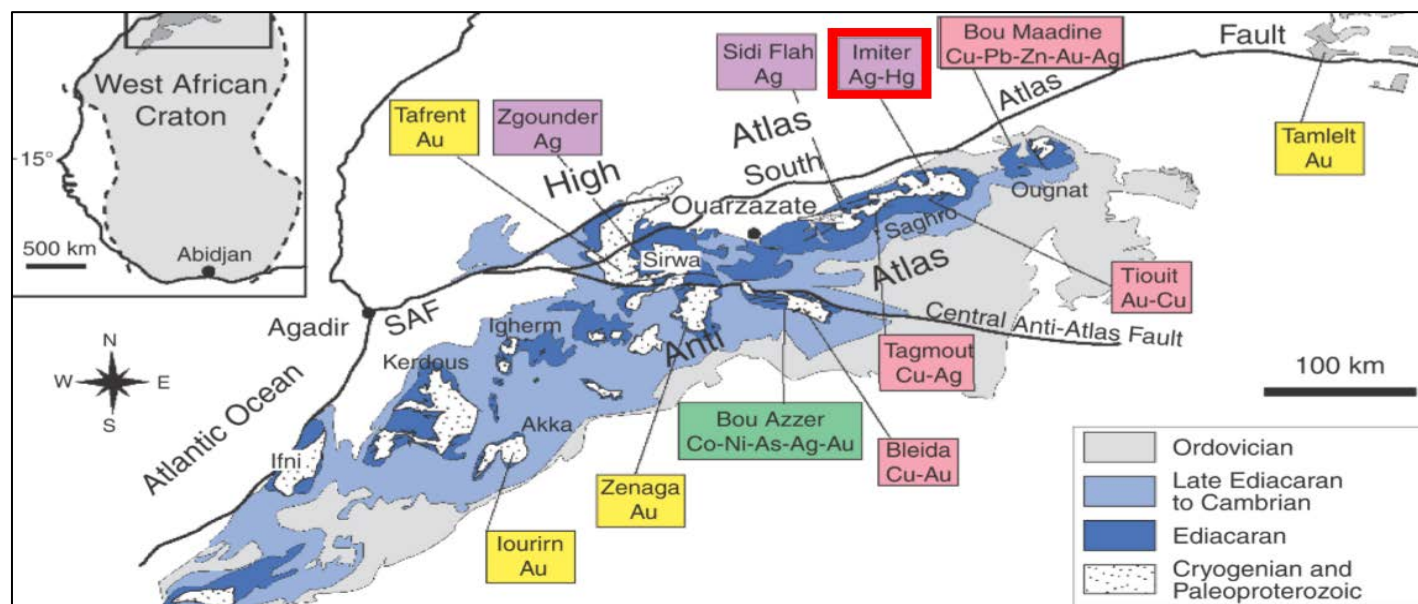 West African
Craton
15°
500 km
Abidjan
Sidi Flah
Ag
Imiter
Ag-Hg
Bou Maadine
Cu-Pb-Zn-Au-Ag
Fault
Tafrent
Au
Zgounder
Ag
Atlas
Atlas
Tamlelt
Au
High
South
Ougnat
Ouarzazate
Saghro
Sirwa
Atlas
Tiouit
Au-Cu
Agadir
SAF
Igherm
Anti
Central Anti-Atlas Fault
Kerdous
Tagmout
Cu-Ag
100 km
N
W
E
S
Atlantic Ocean
Akka
Bou Azzer
Co-Ni-As-Ag-Au
Bleida
Cu-Au
Ifni
Zenaga
Au
Iourirn
Au
Ordovician
Late Ediacaran
to Cambrian
Ediacaran
Cryogenian and
Paleoproterozoic